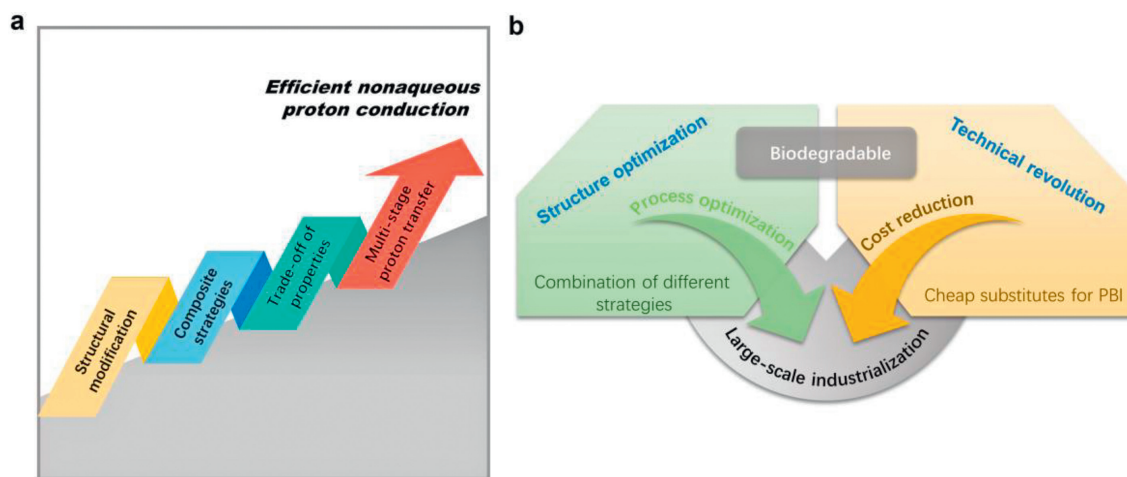 a
Efficient nonaqueous
proton conduction
Structural
modification
Composite
strategies
Trade-off of
properties
Multi-stage
proton transfer
b
Biodegradable
Structure optimization
Technical revolution
Process optimization
Cost reduction
Combination of different
strategies
Cheap substitutes for PBI
Large-scale industrialization